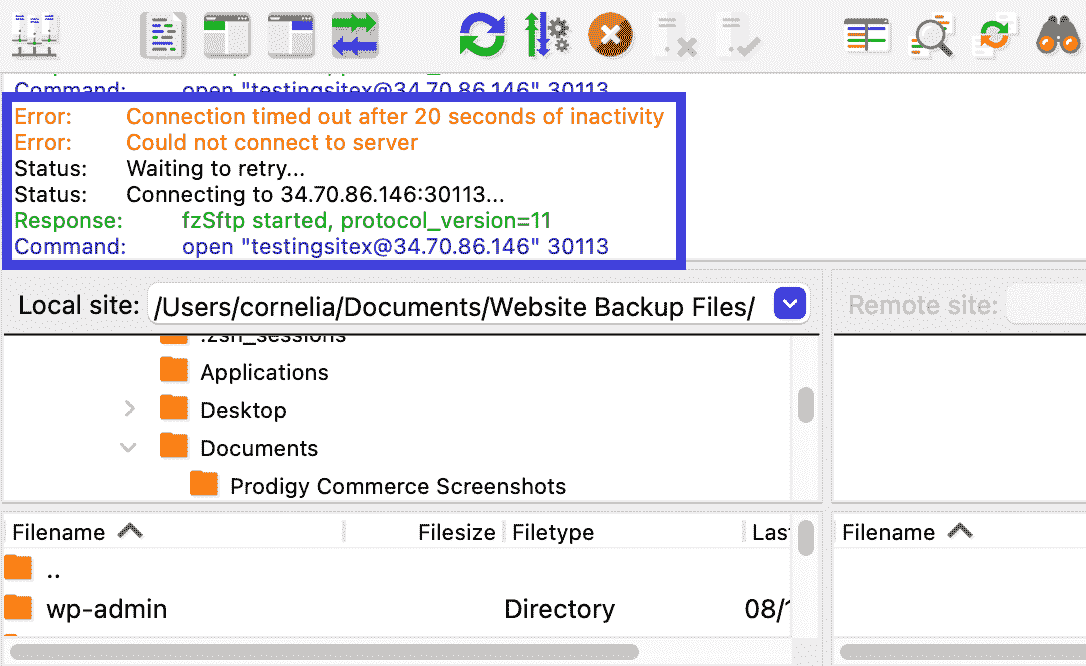 Command: open "testingsitex@34.70.86.146" 30113
Error: Connection timed out after 20 seconds of inactivity
Error: Could not connect to server
Status: Waiting to retry...
Status: Connecting to 34.70.86.146:30113...
Response: fzSftp started, protocol_version=11
Command: open "testingsitex@34.70.86.146" 30113
Local site: /Users/cornelia/Documents/Website Backup Files/
Remote site:
.zsh_sessions
Applications
Desktop
Documents
Prodigy Commerce Screenshots
Filename Filesize Filetype Last Filename
..
wp-admin Directory 08/